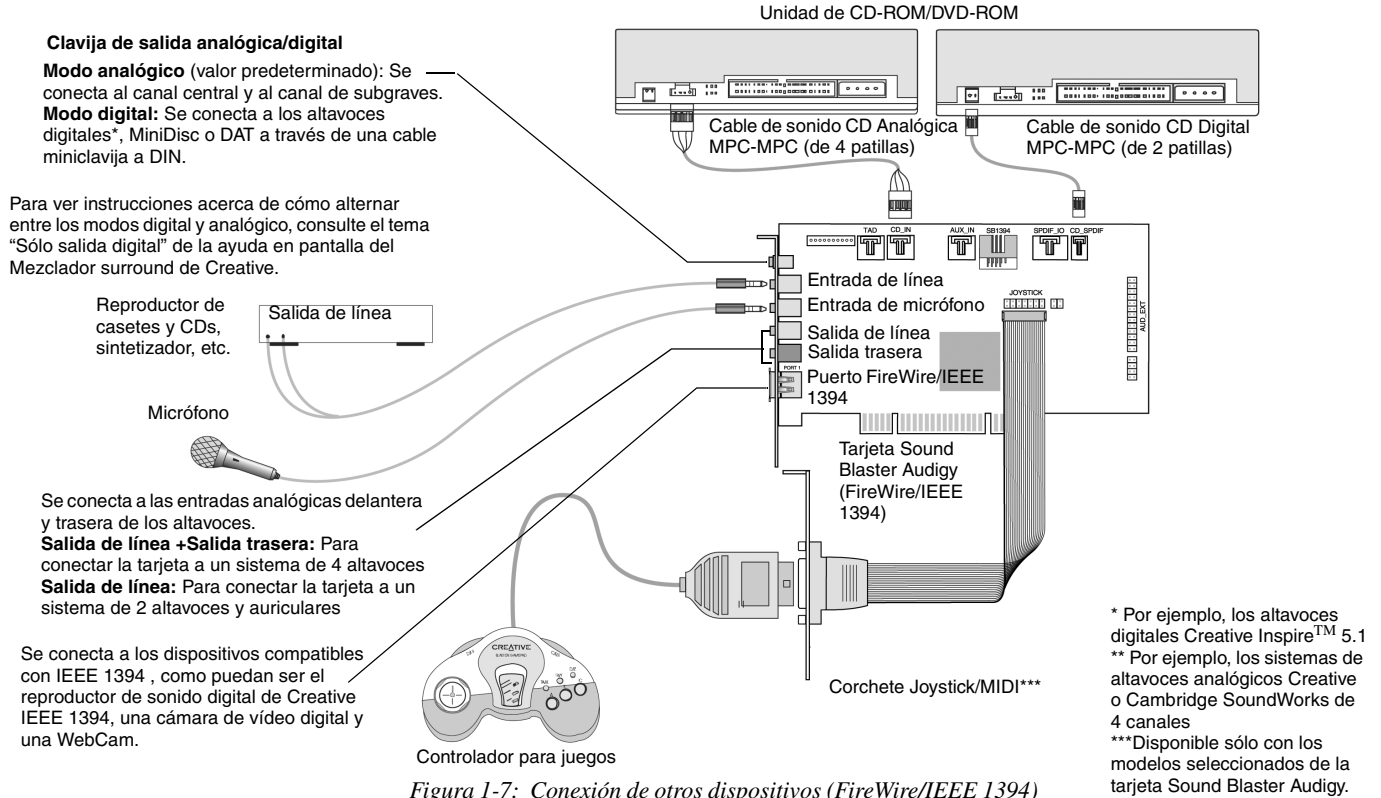 Unidad de CD-ROM/DVD-ROM
Clavija de salida analógica/digital
Modo analógico (valor predeterminado): Se
conecta al canal central y al canal de subgraves.
Modo digital: Se conecta a los altavoces
digitales*, MiniDisc o DAT a través de una cable
miniclavija a DIN.
Cable de sonido CD Analógica
MPC-MPC (de 4 patillas)
Cable de sonido CD Digital
MPC-MPC (de 2 patillas)
Para ver instrucciones acerca de cómo alternar
entre los modos digital y analógico, consulte el tema
“Sólo salida digital” de la ayuda en pantalla del
Mezclador surround de Creative.
TAD
CD_IN
AUX_IN
SB1394
SPDIF_IO
CD_SPDIF
JOYSTICK
AUD_EXT
Reproductor de
casetes y CDs,
sintetizador, etc.
Salida de línea
Entrada de línea
Entrada de micrófono
Salida de línea
Salida trasera
PORT 1
Puerto FireWire/IEEE
1394
Micrófono
Tarjeta Sound
Blaster Audigy
(FireWire/IEEE
1394)
Se conecta a las entradas analógicas delantera
y trasera de los altavoces.
Salida de línea +Salida trasera: Para
conectar la tarjeta a un sistema de 4 altavoces
Salida de línea: Para conectar la tarjeta a un
sistema de 2 altavoces y auriculares
Se conecta a los dispositivos compatibles
con IEEE 1394 , como puedan ser el
reproductor de sonido digital de Creative
IEEE 1394, una cámara de vídeo digital y
una WebCam.
CREATIVE
Controlador para juegos
Corchete Joystick/MIDI***
* Por ejemplo, los altavoces
digitales Creative Inspire™ 5.1
** Por ejemplo, los sistemas de
altavoces analógicos Creative
o Cambridge SoundWorks de
4 canales
***Disponible sólo con los
modelos seleccionados de la
tarjeta Sound Blaster Audigy.
Figura 1-7: Conexión de otros dispositivos (FireWire/IEEE 1394)